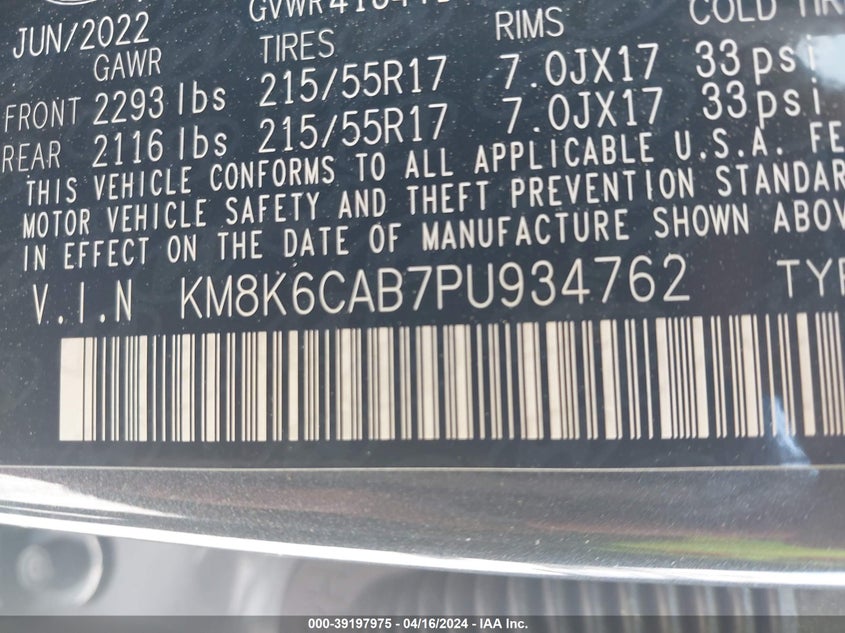 JUN/2022
GAWR TIRES RIMS COLD
FRONT 2293 lbs 215/55R17 7.0JX17 33psi
REAR 2116 lbs 215/55R17 7.0JX17 33psi
THIS VEHICLE CONFORMS TO ALL APPLICABLE U.S.A.
MOTOR VEHICLE SAFETY AND THEFT PREVENTION
IN EFFECT ON THE DATE OF MANUFACTURE SHOWN
V.I.N KM8K6CAB7PU934762
000-39197975 - 04/16/2024 - IAA Inc.